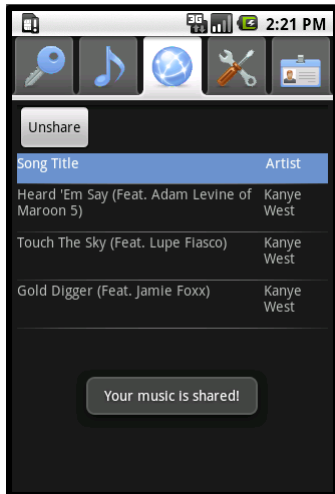 3G 2:21 PM
Unshare
Song Title Artist
Heard 'Em Say (Feat. Adam Levine of Kanye
Maroon 5) West
Touch The Sky (Feat. Lupe Fiasco) Kanye
West
Gold Digger (Feat. Jamie Foxx) Kanye
West
Your music is shared!